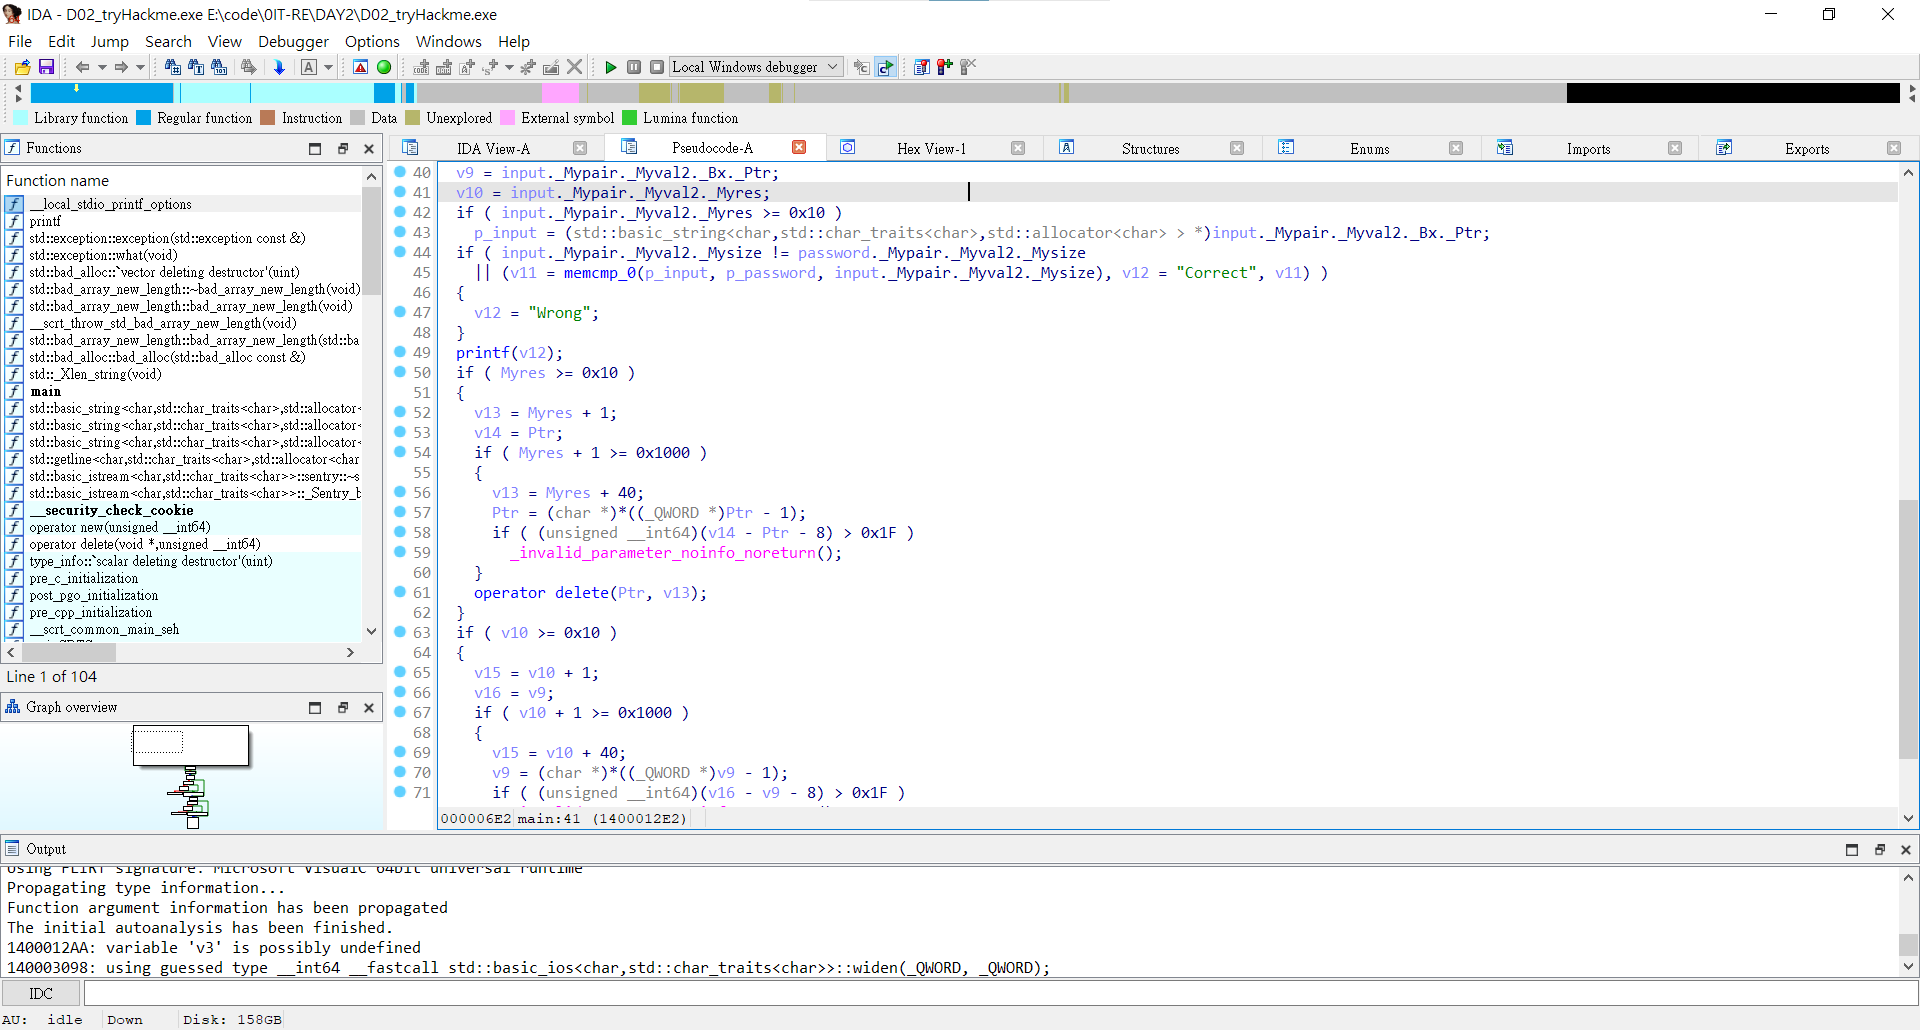 IDA - D02_tryHackme.exe E:\code\0IT-RE\DAY2\D02_tryHackme.exe
File Edit Jump Search View Debugger Options Windows Help
Local Windows debugger
Library function Regular function Instruction Data Unexplored External symbol Lumina function
Functions
Function name
__local_stdio_printf_options
printf
std::exception::exception(std::exception const &)
std::exception::what(void)
std::bad_alloc::`vector deleting destructor'(uint)
std::bad_array_new_length::~bad_array_new_length(void)
std::bad_array_new_length::bad_array_new_length(void)
__scrt_throw_std_bad_array_new_length(void)
std::bad_array_new_length::bad_array_new_length(std::ba
std::bad_alloc::bad_alloc(std::bad_alloc const &)
std::_Xlen_string(void)
main
std::basic_string<char,std::char_traits<char>,std::allocator<
std::basic_string<char,std::char_traits<char>,std::allocator<
std::basic_string<char,std::char_traits<char>,std::allocator<
std::getline<char,std::char_traits<char>,std::allocator<char
std::basic_istream<char,std::char_traits<char>>::sentry::~s
std::basic_istream<char,std::char_traits<char>>::_Sentry_b
__security_check_cookie
operator new(unsigned __int64)
operator delete(void *,unsigned __int64)
type_info::`scalar deleting destructor'(uint)
pre_c_initialization
post_pgo_initialization
pre_cpp_initialization
__scrt_common_main_seh
Line 1 of 104
Graph overview
IDA View-A Pseudocode-A Hex View-1 Structures Enums Imports Exports
40 v9 = input._Mypair._Myval2._Bx._Ptr;
41 v10 = input._Mypair._Myval2._Myres;
42 if ( input._Mypair._Myval2._Myres >= 0x10 )
43 p_input = (std::basic_string<char,std::char_traits<char>,std::allocator<char> > *)input._Mypair._Myval2._Bx._Ptr;
44 if ( input._Mypair._Myval2._Mysize != password._Mypair._Myval2._Mysize
45 || (v11 = memcmp_0(p_input, p_password, input._Mypair._Myval2._Mysize), v12 = "Correct", v11) )
46 {
47 v12 = "Wrong";
48 }
49 printf(v12);
50 if ( Myres >= 0x10 )
51 {
52 v13 = Myres + 1;
53 v14 = Ptr;
54 if ( Myres + 1 >= 0x1000 )
55 {
56 v13 = Myres + 40;
57 Ptr = (char *)*((_QWORD *)Ptr - 1);
58 if ( (unsigned __int64)(v14 - Ptr - 8) > 0x1F )
59 _invalid_parameter_noinfo_noreturn();
60 }
61 operator delete(Ptr, v13);
62 }
63 if ( v10 >= 0x10 )
64 {
65 v15 = v10 + 1;
66 v16 = v9;
67 if ( v10 + 1 >= 0x1000 )
68 {
69 v15 = v10 + 40;
70 v9 = (char *)*((_QWORD *)v9 - 1);
71 if ( (unsigned __int64)(v16 - v9 - 8) > 0x1F )
000006E2 main:41 (1400012E2)
Output
Using FLIRT signature: Microsoft VisualC 64bit universal runtime
Propagating type information...
Function argument information has been propagated
The initial autoanalysis has been finished.
1400012AA: variable 'v3' is possibly undefined
140003098: using guessed type __int64 __fastcall std::basic_ios<char,std::char_traits<char>>::widen(_QWORD, _QWORD);
IDC
AU: idle Down Disk: 158GB